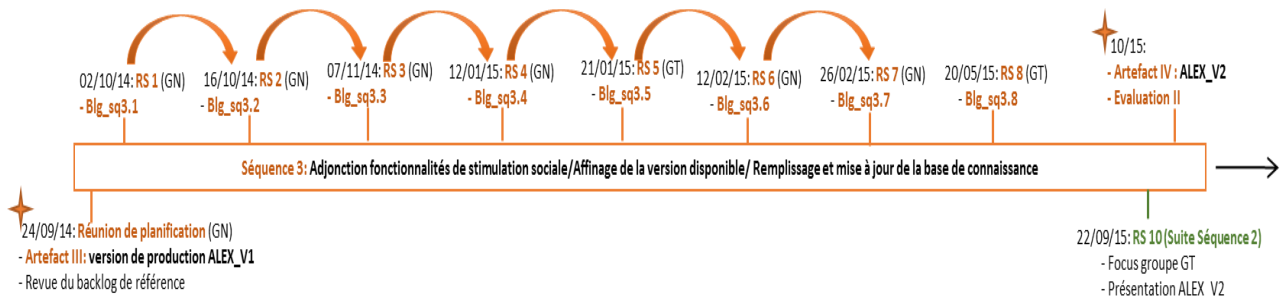 02/10/14: RS 1 (GN)
- Blg_sq3.1
16/10/14: RS 2 (GN)
- Blg_sq3.2
07/11/14: RS 3 (GN)
- Blg_sq3.3
12/01/15: RS 4 (GN)
- Blg_sq3.4
21/01/15: RS 5 (GT)
- Blg_sq3.5
12/02/15: RS 6 (GN)
- Blg_sq3.6
26/02/15: RS 7 (GN)
- Blg_sq3.7
20/05/15: RS 8 (GT)
- Blg_sq3.8
10/15:
- Artefact IV : ALEX_V2
- Evaluation II
Séquence 3: Adjonction fonctionnalités de stimulation sociale/Affinage de la version disponible/ Remplissage et mise à jour de la base de connaissance
24/09/14: Réunion de planification (GN)
- Artefact III: version de production ALEX_V1
- Revue du backlog de référence
22/09/15: RS 10 (Suite Séquence 2)
- Focus groupe GT
- Présentation ALEX_V2